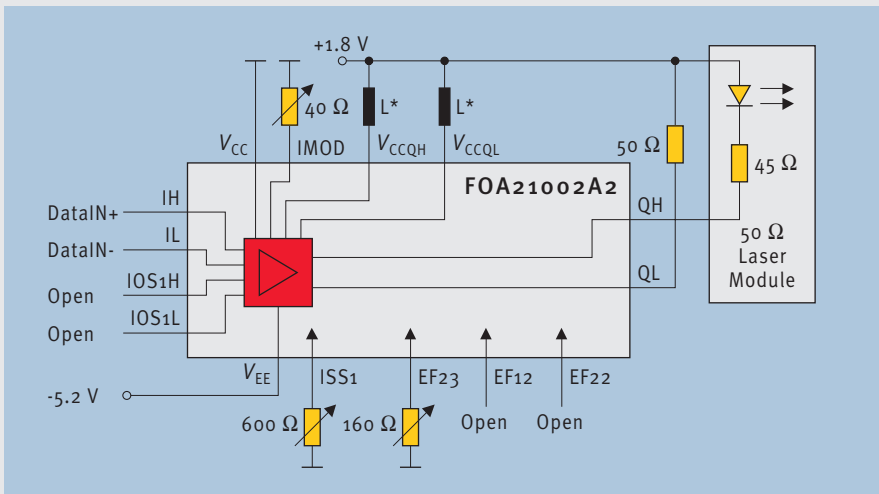 +1.8 V
40 Ω
L*
L*
V_CC
IMOD
V_CCQH
V_CCQL
50 Ω
45 Ω
FOA21002A2
IH
DataIN+
QH
IL
DataIN-
50 Ω
Laser
Module
IOS1H
Open
QL
IOS1L
Open
V_EE
ISS1
EF23
EF12
EF22
-5.2 V
600 Ω
160 Ω
Open
Open